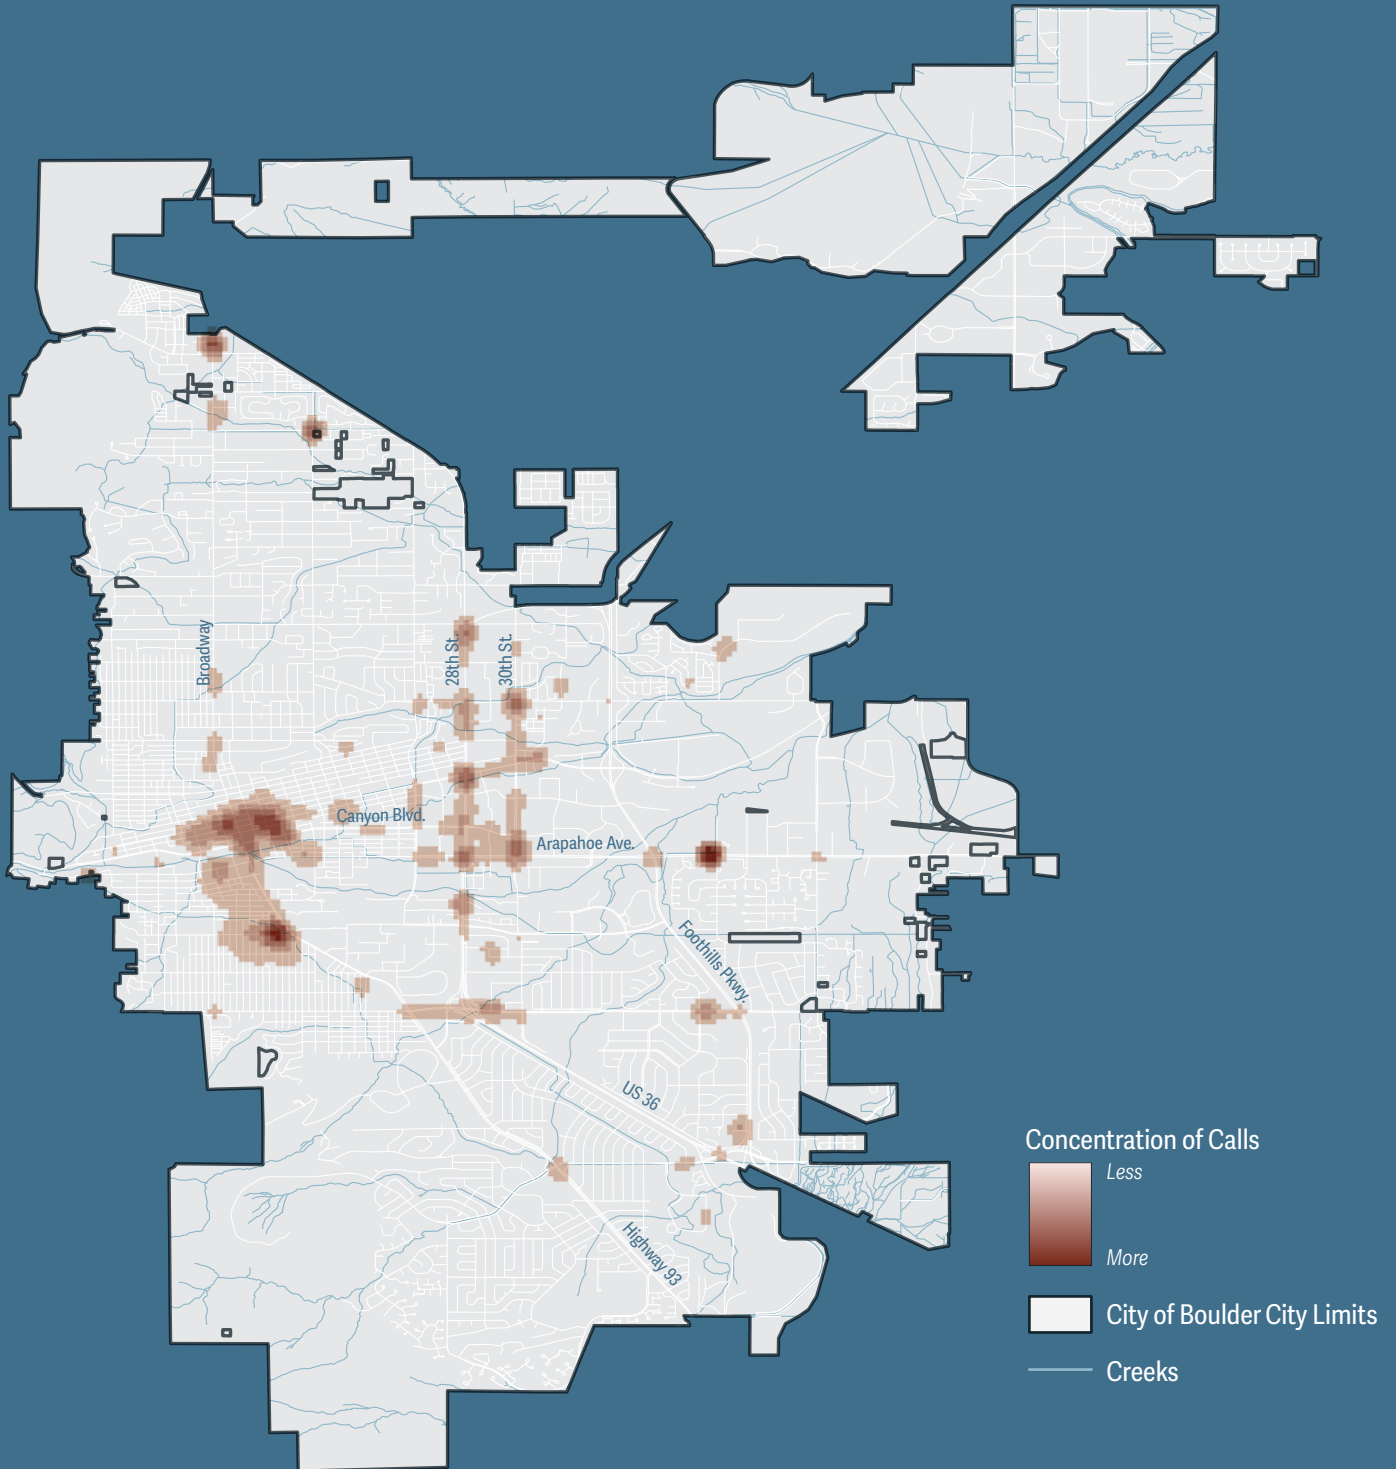 Broadway
28th St.
30th St.
Canyon Blvd.
Arapahoe Ave.
Foothills Pkwy.
US 36
Highway 93
Concentration of Calls
Less
More
City of Boulder City Limits
Creeks